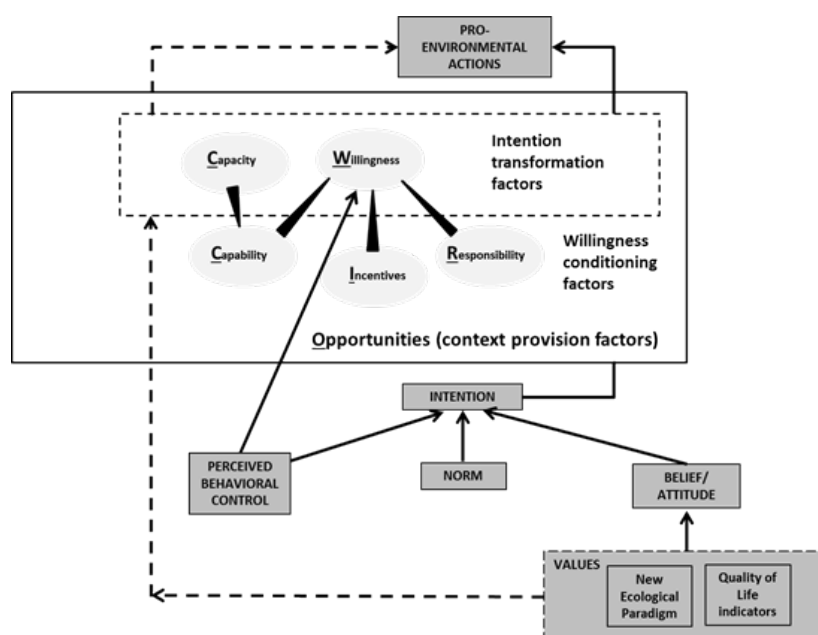 PRO-
ENVIRONMENTAL
ACTIONS
Capacity
Willingness
Intention
transformation
factors
Capability
Incentives
Responsibility
Willingness
conditioning
factors
Opportunities (context provision factors)
INTENTION
PERCEIVED
BEHAVIORAL
CONTROL
NORM
BELIEF/
ATTITUDE
VALUES
New
Ecological
Paradigm
Quality of
Life
indicators